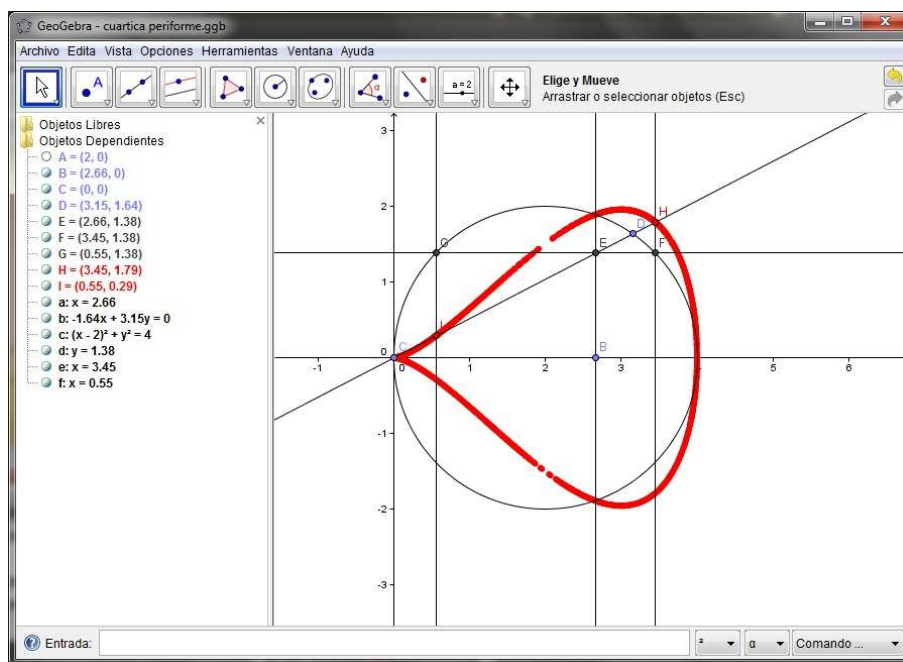 GeoGebra - cuartica periforme.ggb
Archivo Edita Vista Opciones Herramientas Ventana Ayuda
A
α
a = 2
Elige y Mueve
Arrastrar o seleccionar objetos (Esc)
Objetos Libres
Objetos Dependientes
A = (2, 0)
B = (2.66, 0)
C = (0, 0)
D = (3.15, 1.64)
E = (2.66, 1.38)
F = (3.45, 1.38)
G = (0.55, 1.38)
H = (3.45, 1.79)
I = (0.55, 0.29)
a: x = 2.66
b: -1.64x + 3.15y = 0
c: (x - 2)² + y² = 4
d: y = 1.38
e: x = 3.45
f: x = 0.55
3
2
H
D
G
E
F
1
I
0
C
B
-1
0
1
2
3
4
5
6
-1
-2
-3
Entrada:
²
α
Comando ...